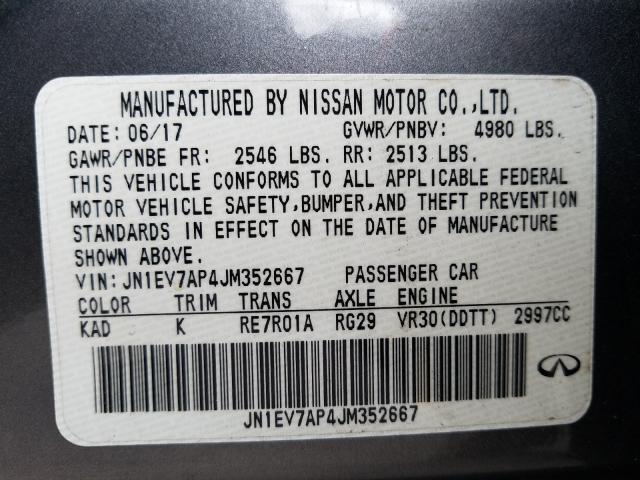 MANUFACTURED BY NISSAN MOTOR CO.,LTD.
DATE: 06/17 GVWR/PNBV: 4980 LBS.
GAWR/PNBE FR: 2546 LBS. RR: 2513 LBS.
THIS VEHICLE CONFORMS TO ALL APPLICABLE FEDERAL
MOTOR VEHICLE SAFETY,BUMPER,AND THEFT PREVENTION
STANDARDS IN EFFECT ON THE DATE OF MANUFACTURE
SHOWN ABOVE.
VIN: JN1EV7AP4JM352667 PASSENGER CAR
COLOR TRIM TRANS AXLE ENGINE
KAD K RE7R01A RG29 VR30(DDTT) 2997CC
JN1EV7AP4JM352667